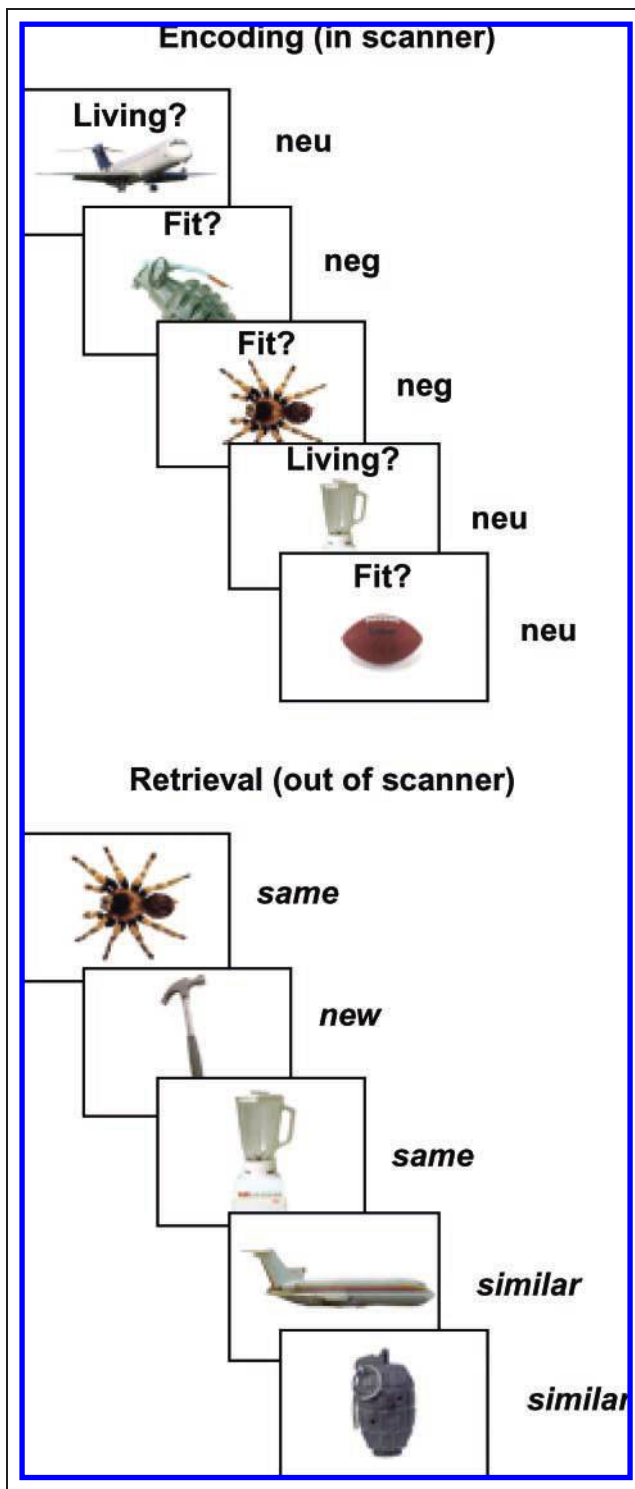 Encoding (in scanner)
Living?
neu
Fit?
neg
Fit?
neg
Living?
neu
Fit?
neu
Retrieval (out of scanner)
same
new
same
similar
similar